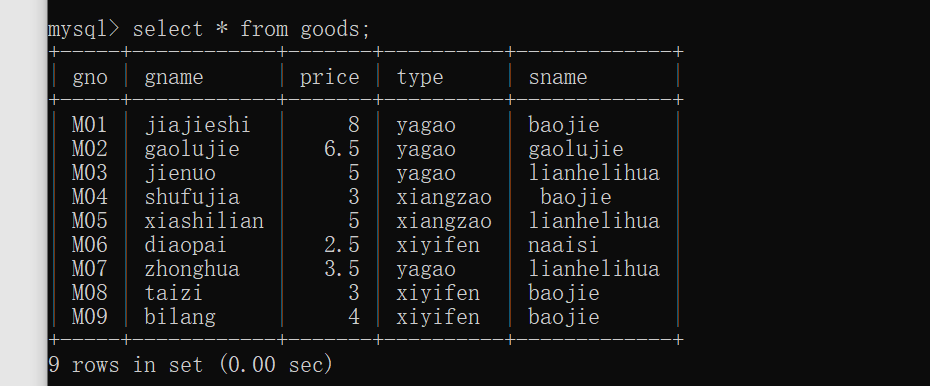 mysql> select * from goods;
+-----+------------+-------+----------+-------------+
| gno | gname      | price | type     | sname       |
+-----+------------+-------+----------+-------------+
| M01 | jiajieshi  |     8 | yagao    | baojie      |
| M02 | gaolujie   |   6.5 | yagao    | gaolujie    |
| M03 | jienuo     |     5 | yagao    | lianhelihua |
| M04 | shufujia   |     3 | xiangzao |  baojie     |
| M05 | xiashilian |     5 | xiangzao | lianhelihua |
| M06 | diaopai    |   2.5 | xiyifen  | naaisi      |
| M07 | zhonghua   |   3.5 | yagao    | lianhelihua |
| M08 | taizi      |     3 | xiyifen  | baojie      |
| M09 | bilang     |     4 | xiyifen  | baojie      |
+-----+------------+-------+----------+-------------+
9 rows in set (0.00 sec)